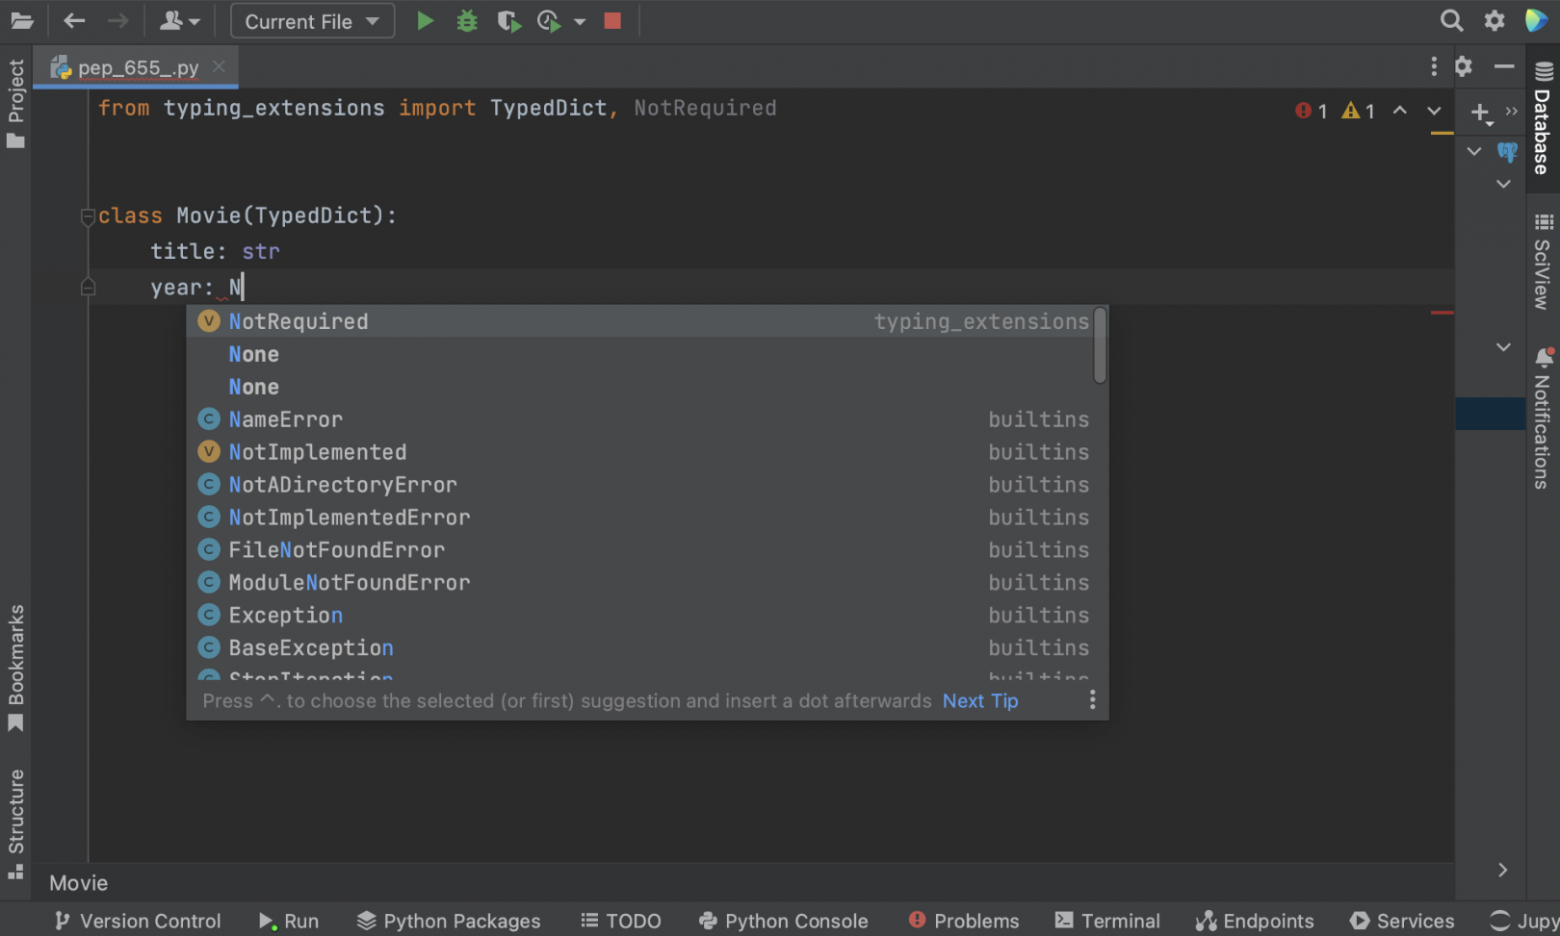 Current File
pep_655_.py
from typing_extensions import TypedDict, NotRequired
1 1
class Movie(TypedDict):
title: str
year: N
NotRequired typing_extensions
None
None
NameError builtins
NotImplemented builtins
NotADirectoryError builtins
NotImplementedError builtins
FileNotFoundError builtins
ModuleNotFoundError builtins
Exception builtins
BaseException builtins
StopIteration builtins
Press ^. to choose the selected (or first) suggestion and insert a dot afterwards Next Tip
Project
Bookmarks
Structure
Database
SciView
Notifications
Movie
Version Control Run Python Packages TODO Python Console Problems Terminal Endpoints Services Jupy